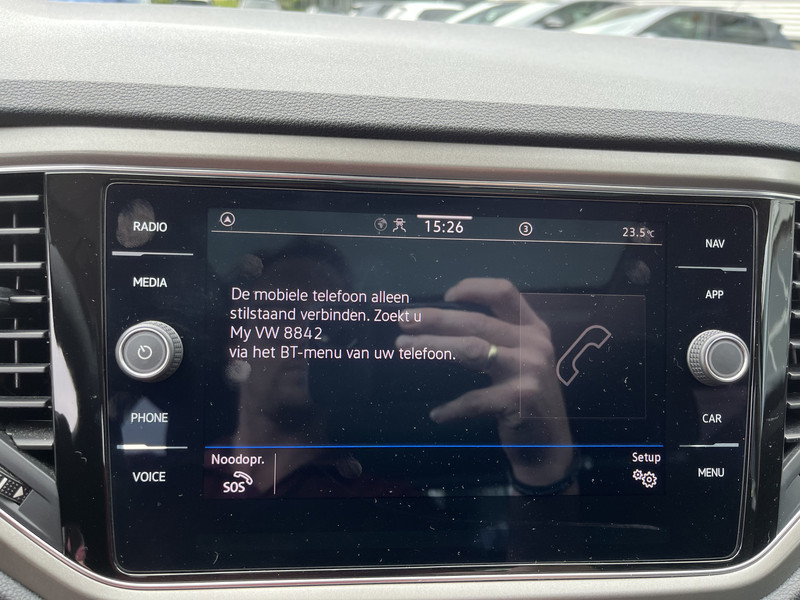 RADIO
MEDIA
PHONE
VOICE
15:26
3
23.5°C
De mobiele telefoon alleen
stilstaand verbinden. Zoekt u
My VW 8842
via het BT-menu van uw telefoon.
Noodopr.
SOS
Setup
NAV
APP
CAR
MENU